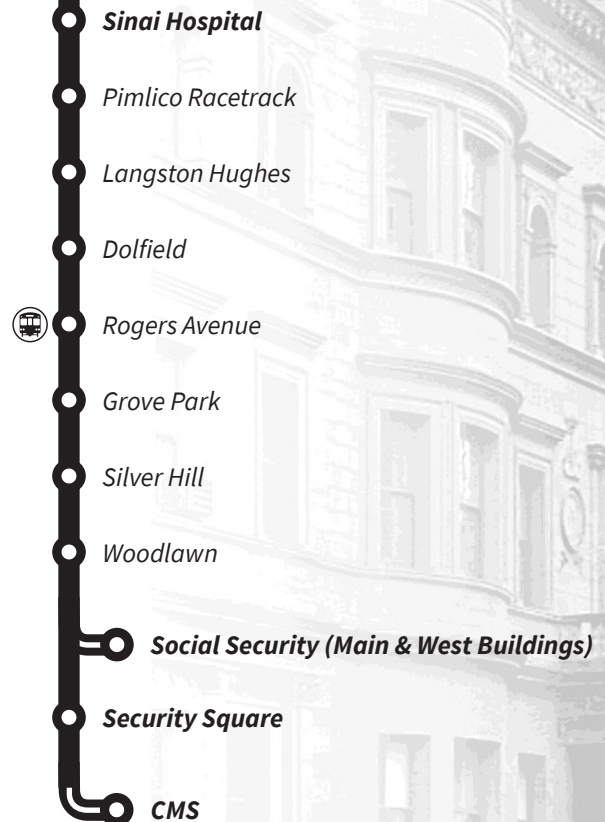 Sinai Hospital
Pimlico Racetrack
Langston Hughes
Dolfield
Rogers Avenue
Grove Park
Silver Hill
Woodlawn
Social Security (Main & West Buildings)
Security Square
CMS